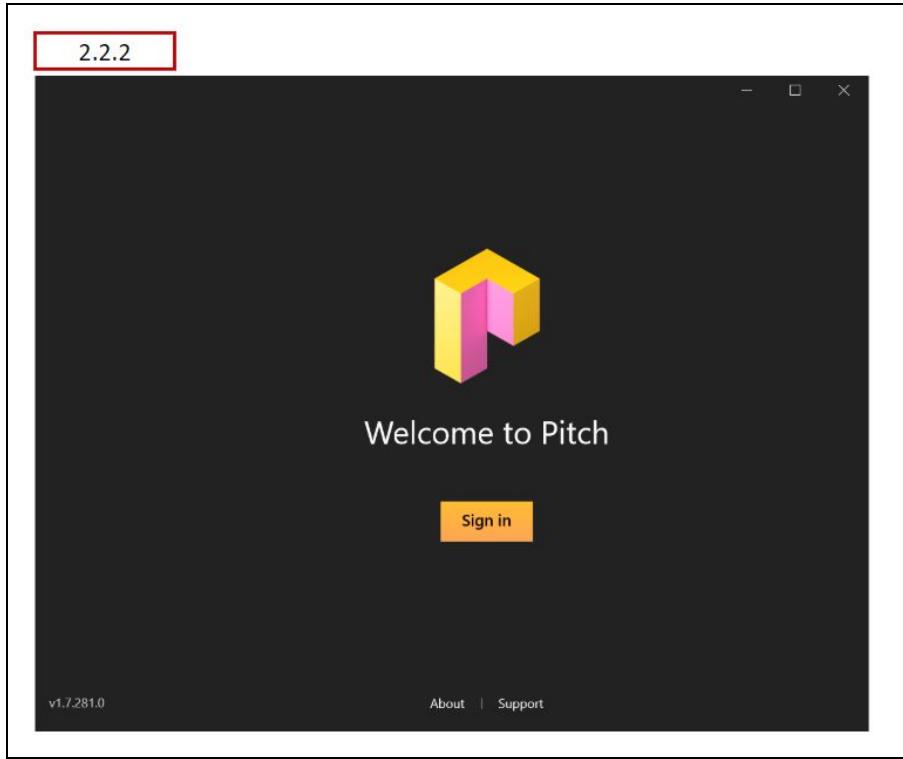 2.2.2
Welcome to Pitch
Sign in
v1.7.281.0
About | Support